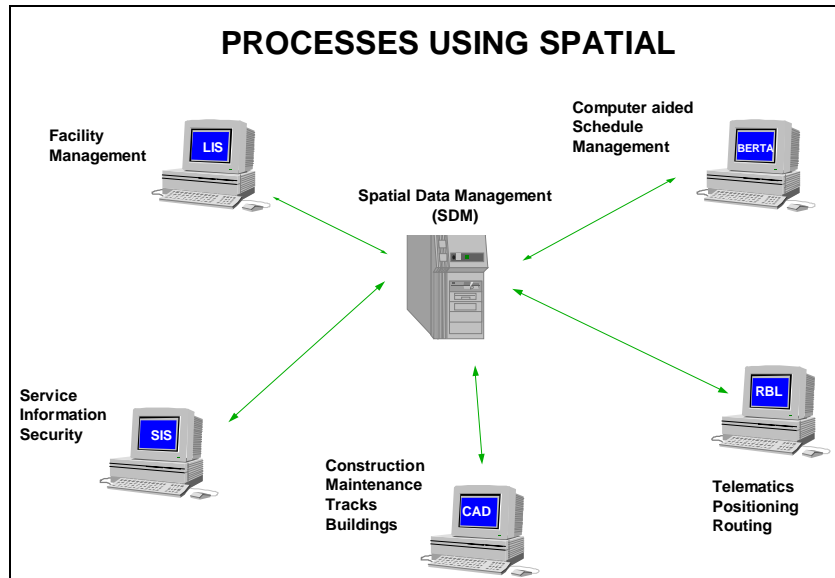 PROCESSES USING SPATIAL
Facility
Management
LIS
Computer aided
Schedule
Management
BERTA
Spatial Data Management
(SDM)
Service
Information
Security
SIS
Construction
Maintenance
Tracks
Buildings
CAD
RBL
Telematics
Positioning
Routing